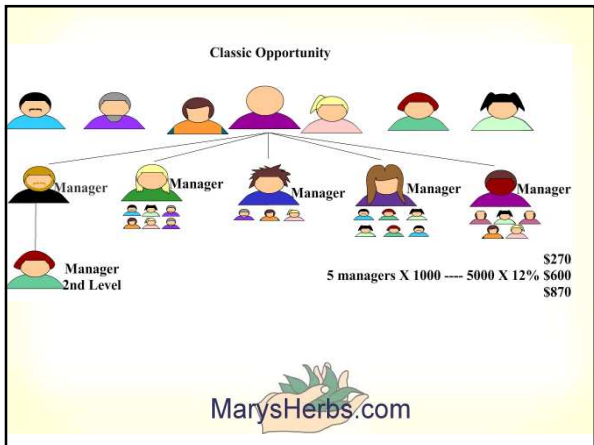 Classic Opportunity
Manager
Manager
Manager
Manager
Manager
Manager
2nd Level
$270
5 managers X 1000 ---- 5000 X 12% $600
$870
MarysHerbs.com